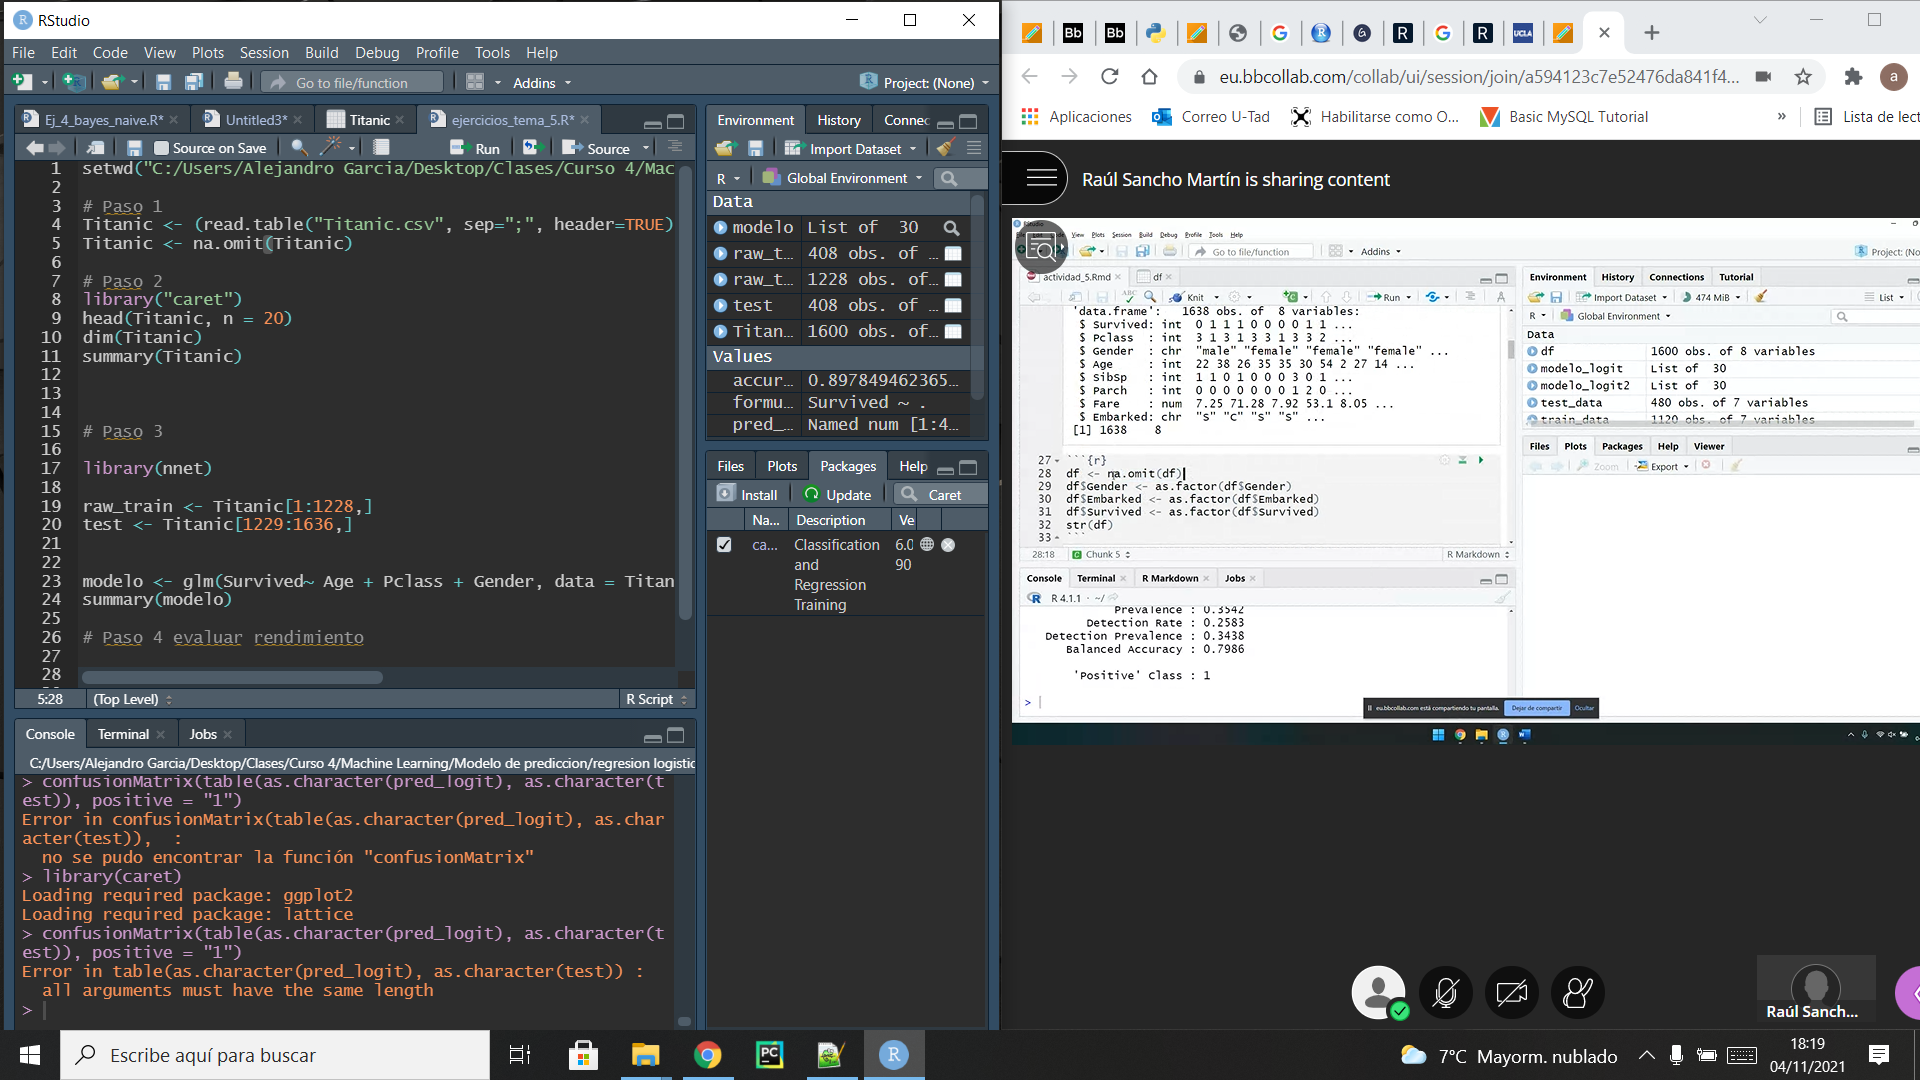 RStudio
File Edit Code View Plots Session Build Debug Profile Tools Help
Go to file/function
Addins
Project: (None)
Ej_4_bayes_naive.R*
Untitled3*
Titanic
ejercicios_tema_5.R*
Source on Save
Run
Source
1 setwd("C:/Users/Alejandro Garcia/Desktop/Clases/Curso 4/Mac
2
3 # Paso 1
4 Titanic <- (read.table("Titanic.csv", sep=";", header=TRUE)
5 Titanic <- na.omit(Titanic)
6
7 # Paso 2
8 library("caret")
9 head(Titanic, n = 20)
10 dim(Titanic)
11 summary(Titanic)
12
13
14
15 # Paso 3
16
17 library(nnet)
18
19 raw_train <- Titanic[1:1228,]
20 test <- Titanic[1229:1636,]
21
22
23 modelo <- glm(Survived~ Age + Pclass + Gender, data = Titan
24 summary(modelo)
25
26 # Paso 4 evaluar rendimiento
27
28
5:28 (Top Level) R Script
Console Terminal Jobs
C:/Users/Alejandro Garcia/Desktop/Clases/Curso 4/Machine Learning/Modelo de prediccion/regresion logistic
> confusionMatrix(table(as.character(pred_logit), as.character(t
est)), positive = "1")
Error in confusionMatrix(table(as.character(pred_logit), as.char
acter(test)),  :
no se pudo encontrar la función "confusionMatrix"
> library(caret)
Loading required package: ggplot2
Loading required package: lattice
> confusionMatrix(table(as.character(pred_logit), as.character(t
est)), positive = "1")
Error in table(as.character(pred_logit), as.character(test)) :
all arguments must have the same length
>
Environment History Connec
Import Dataset
R Global Environment
Data
modelo List of 30
raw_t... 408 obs. of ...
raw_t... 1228 obs. of...
test 408 obs. of ...
Titan... 1600 obs. of...
Values
accur... 0.897849462365...
formu... Survived ~ .
pred_... Named num [1:4...
Files Plots Packages Help
Install Update Caret
Na... Description Ve
ca... Classification and Regression Training 6.0 90
eu.bbcollab.com/collab/ui/session/join/a594123c7e52476da841f4...
Aplicaciones Correo U-Tad Habilitarse como O... Basic MySQL Tutorial » Lista de lect
Raúl Sancho Martín is sharing content
View Plots Session Build Debug Profile Tools Help
Go to file/function
Addins
Project: (No
actividad_5.Rmd
df
Knit
Run
'data.frame': 1638 obs. of 8 variables:
$ Survived: int 0 1 1 1 0 0 0 0 1 1 ...
$ Pclass : int 3 1 3 1 3 3 1 3 3 2 ...
$ Gender : chr "male" "female" "female" "female" ...
$ Age : int 22 38 26 35 35 30 54 2 27 14 ...
$ SibSp : int 1 1 0 1 0 0 0 3 0 1 ...
$ Parch : int 0 0 0 0 0 0 0 1 2 0 ...
$ Fare : num 7.25 71.28 7.92 53.1 8.05 ...
$ Embarked: chr "S" "C" "S" "S" ...
[1] 1638 8
27 ```{r}
28 df <- na.omit(df)
29 df$Gender <- as.factor(df$Gender)
30 df$Embarked <- as.factor(df$Embarked)
31 df$Survived <- as.factor(df$Survived)
32 str(df)
33 ```
28:18 Chunk 5 R Markdown
Console Terminal R Markdown Jobs
R 4.1.1 · ~/
Prevalence : 0.3542
Detection Rate : 0.2583
Detection Prevalence : 0.3438
Balanced Accuracy : 0.7986
'Positive' Class : 1
>
Environment History Connections Tutorial
Import Dataset 474 MiB List
R Global Environment
Data
df 1600 obs. of 8 variables
modelo_logit List of 30
modelo_logit2 List of 30
test_data 480 obs. of 7 variables
train_data 1120 obs. of 7 variables
Files Plots Packages Help Viewer
Zoom Export
eu.bbcollab.com está compartiendo tu pantalla. Dejar de compartir Ocultar
Raúl Sanch...
Escribe aquí para buscar
7°C Mayorm. nublado
18:19
04/11/2021